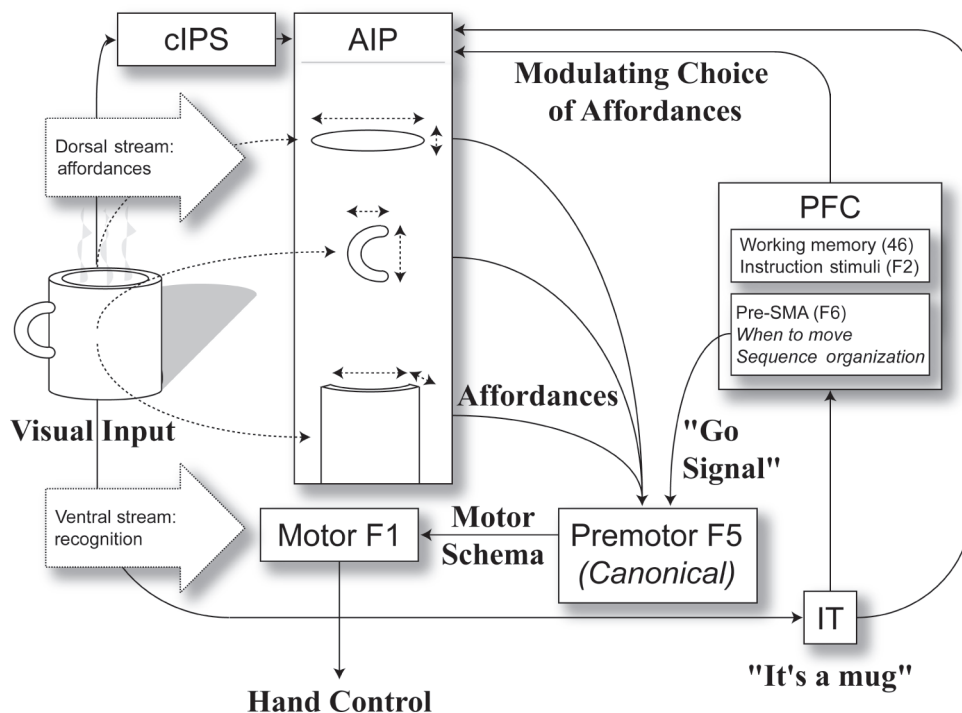 cIPS
AIP
Modulating Choice
of Affordances
Dorsal stream:
affordances
PFC
Working memory (46)
Instruction stimuli (F2)
Pre-SMA (F6)
When to move
Sequence organization
Affordances
Visual Input
"Go
Signal"
Ventral stream:
recognition
Motor F1
Motor
Schema
Premotor F5
(Canonical)
IT
"It's a mug"
Hand Control